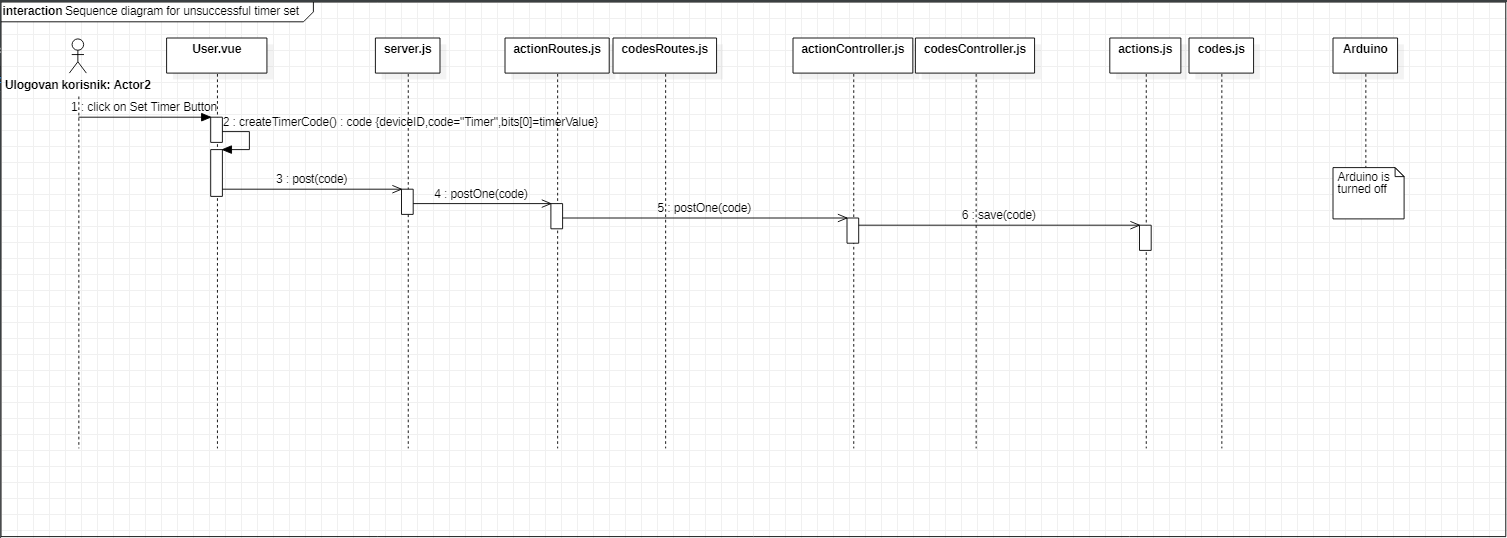 interaction Sequence diagram for unsuccessful timer set
User.vue
server.js
actionRoutes.js
codesRoutes.js
actionController.js
codesController.js
actions.js
codes.js
Arduino
Ulogovan korisnik: Actor2
1 : click on Set Timer Button
2 : createTimerCode() : code {deviceID,code="Timer",bits[0]=timerValue}
3 : post(code)
4 : postOne(code)
5 : postOne(code)
6 : save(code)
Arduino is
turned off